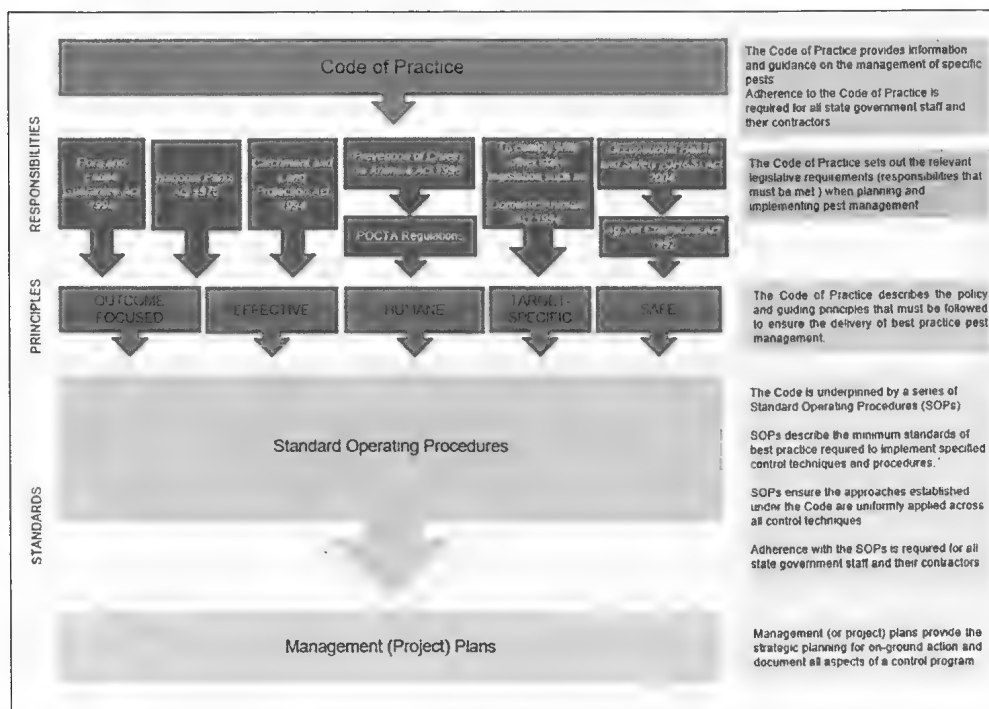 Code of Practice
The Code of Practice provides information
and guidance on the management of specific
pests
Adherence to the Code of Practice is
required for all state government staff and
their contractors
RESPONSIBILITIES
Prevention of Cruelty
POCTA Regulations
The Code of Practice sets out the relevant
legislative requirements (responsibilities that
must be met ) when planning and
implementing pest management
PRINCIPLES
OUTCOME
FOCUSED
EFFECTIVE
HUMANE
TARGET-
SPECIFIC
SAFE
The Code of Practice describes the policy
and guiding principles that must be followed
to ensure the delivery of best practice pest
management.
STANDARDS
Standard Operating Procedures
The Code is underpinned by a series of
Standard Operating Procedures (SOPs)
SOPs describe the minimum standards of
best practice required to implement specified
control techniques and procedures.
SOPs ensure the approaches established
under the Code are uniformly applied across
all control techniques
Adherence with the SOPs is required for all
state government staff and their contractors
Management (Project) Plans
Management (or project) plans provide the
strategic planning for on-ground action and
document all aspects of a control program